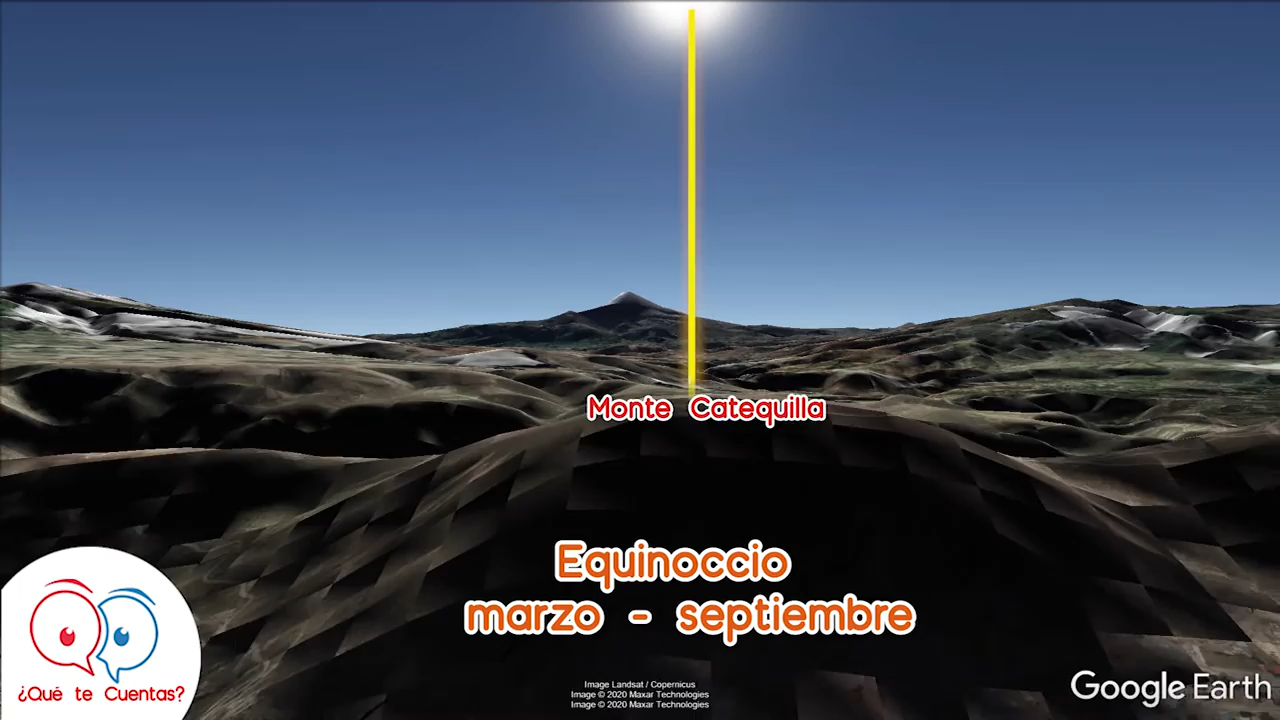 Monte Catequilla
Equinoccio
marzo - septiembre
¿Qué te Cuentas?
Image Landsat / Copernicus
Image © 2020 Maxar Technologies
Image © 2020 Maxar Technologies
Google Earth